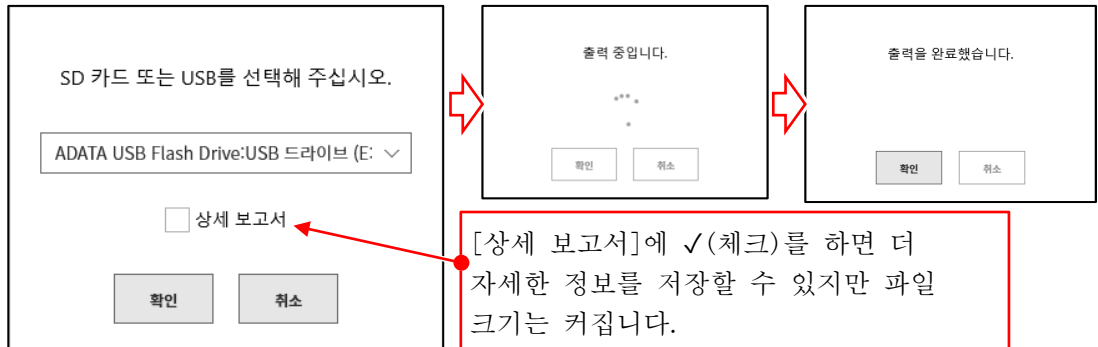 SD 카드 또는 USB를 선택해 주십시오.
ADATA USB Flash Drive:USB 드라이브 (E:
상세 보고서
확인 취소
출력 중입니다.
확인 취소
출력을 완료했습니다.
확인 취소
[상세 보고서]에 ✓(체크)를 하면 더
자세한 정보를 저장할 수 있지만 파일
크기는 커집니다.